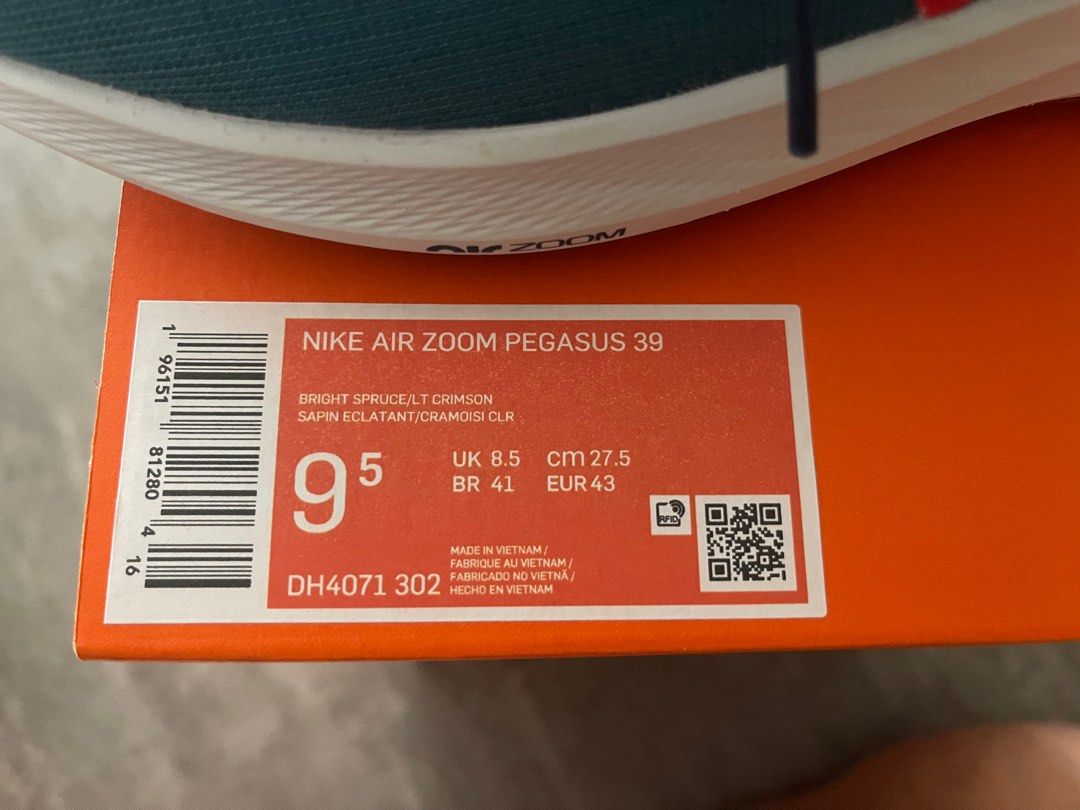 ZOOM
NIKE AIR ZOOM PEGASUS 39
BRIGHT SPRUCE/LT CRIMSON
SAPIN ECLATANT/CRAMOISI CLR
9 5
UK 8.5 cm 27.5
BR 41 EUR 43
RFID
MADE IN VIETNAM /
FABRIQUE AU VIETNAM /
FABRICADO NO VIETNÃ /
HECHO EN VIETNAM
DH4071 302
1 96151 81280 4 16